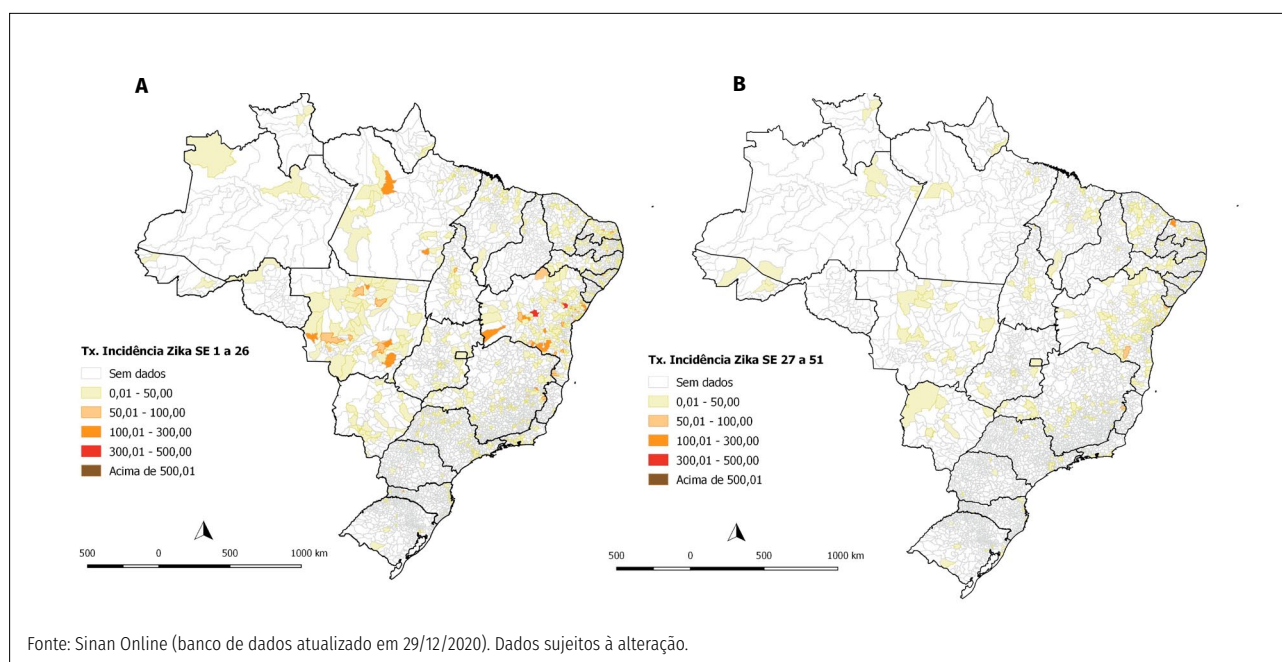 A
B
Tx. Incidência Zika SE 1 a 26
Sem dados
0,01 - 50,00
50,01 - 100,00
100,01 - 300,00
300,01 - 500,00
Acima de 500,01
500 0 500 1000 km
Tx. Incidência Zika SE 27 a 51
Sem dados
0,01 - 50,00
50,01 - 100,00
100,01 - 300,00
300,01 - 500,00
Acima de 500,01
500 0 500 1000 km
Fonte: Sinan Online (banco de dados atualizado em 29/12/2020). Dados sujeitos à alteração.